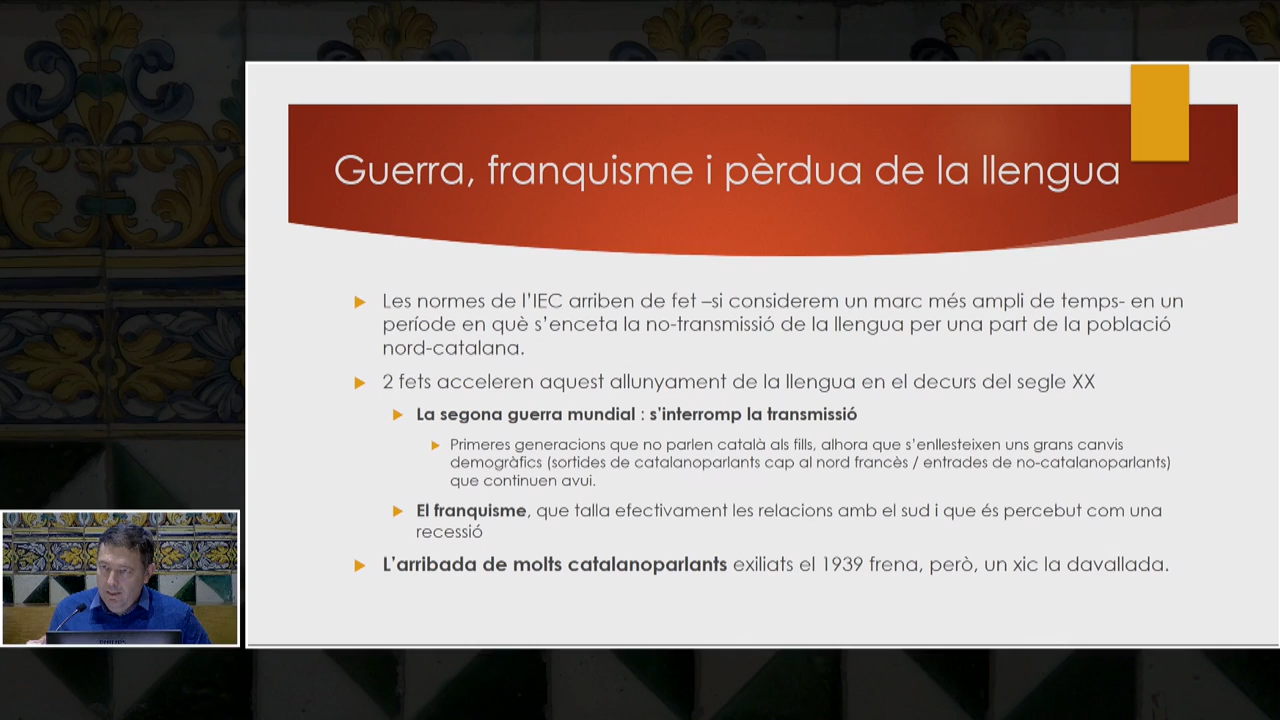 Guerra, franquisme i pèrdua de la llengua
Les normes de l'IEC arriben de fet –si considerem un marc més ampli de temps- en un
període en què s'enceta la no-transmissió de la llengua per una part de la població
nord-catalana.
2 fets acceleren aquest allunyament de la llengua en el decurs del segle XX
La segona guerra mundial : s'interromp la transmissió
Primeres generacions que no parlen català als fills, alhora que s'enllesteixen uns grans canvis
demogràfics (sortides de catalanoparlants cap al nord francès / entrades de no-catalanoparlants)
que continuen avui.
El franquisme, que talla efectivament les relacions amb el sud i que és percebut com una
recessió
L'arribada de molts catalanoparlants exiliats el 1939 frena, però, un xic la davallada.
PHILIPS